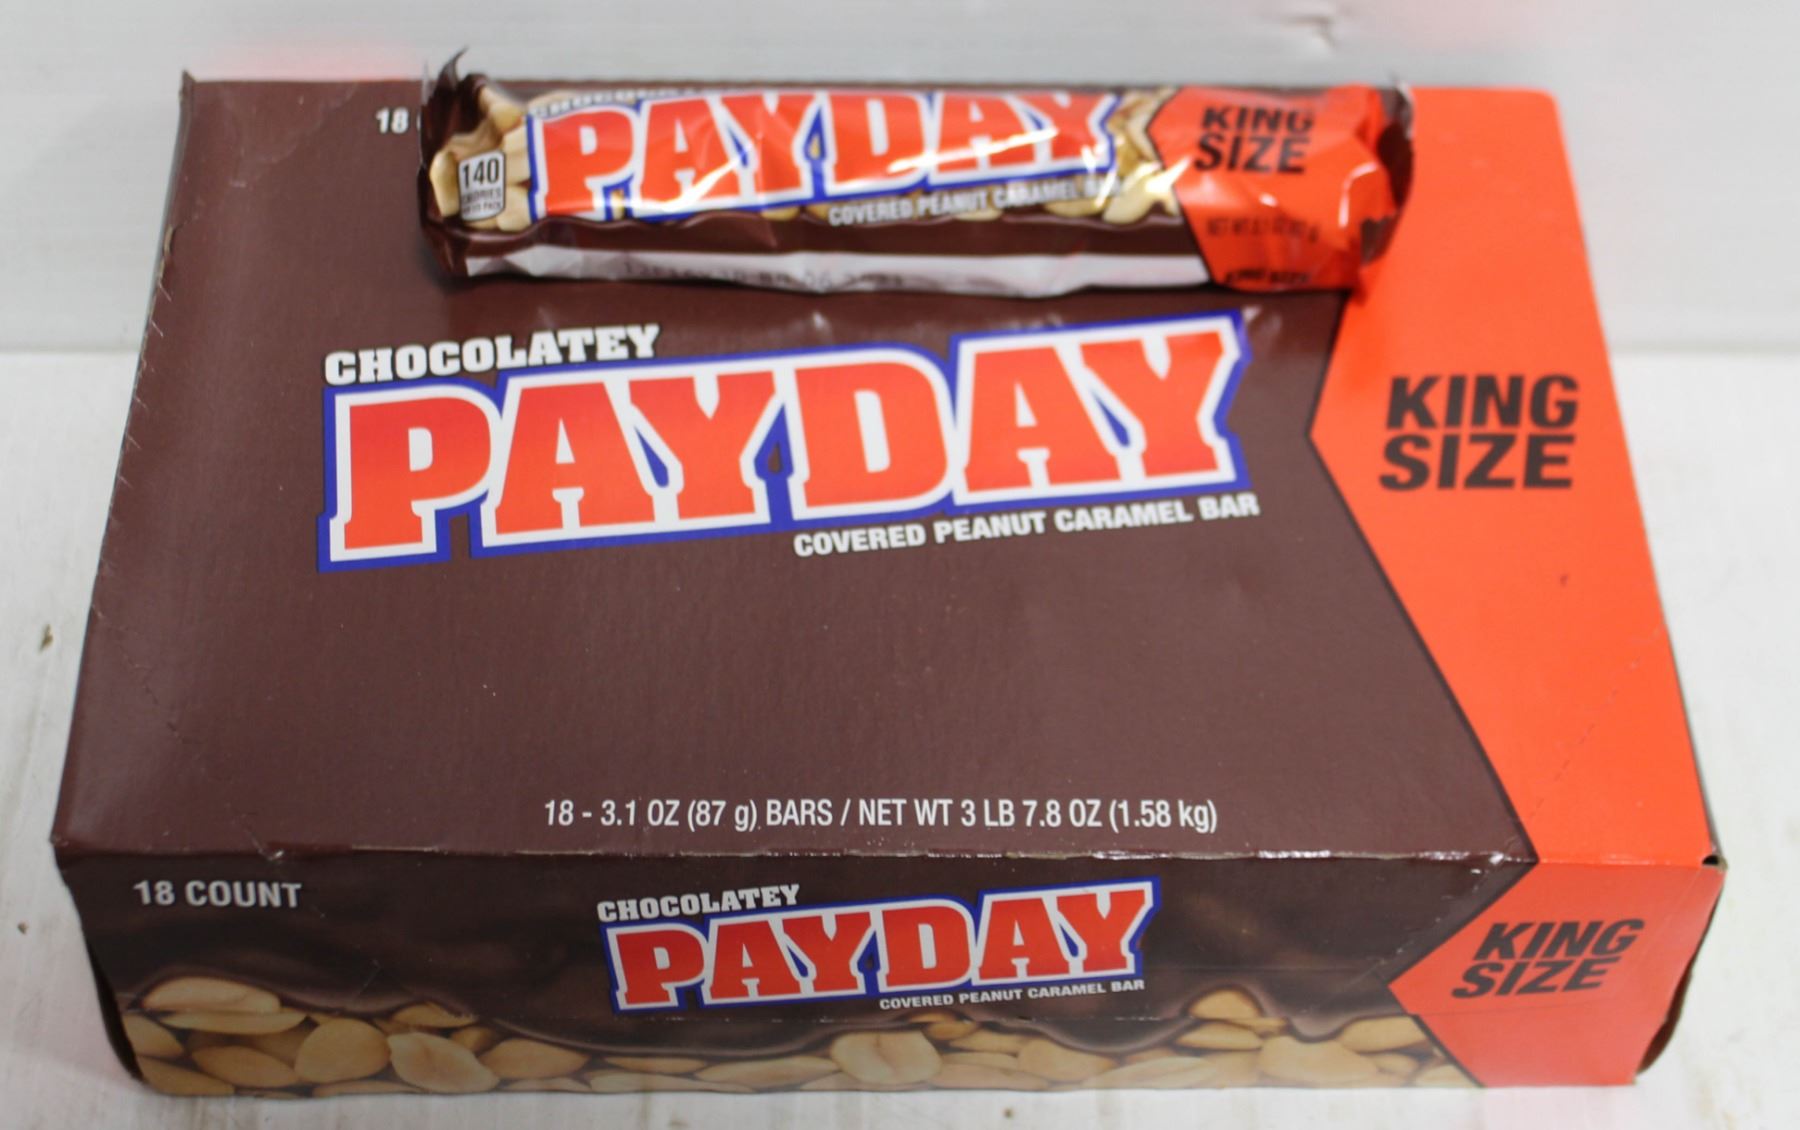 18
140
CALORIES
PAYDAY
COVERED PEANUT CARAMEL BAR
KING
SIZE
CHOCOLATEY
PAYDAY
COVERED PEANUT CARAMEL BAR
KING
SIZE
18 - 3.1 OZ (87 g) BARS / NET WT 3 LB 7.8 OZ (1.58 kg)
18 COUNT
CHOCOLATEY
PAYDAY
COVERED PEANUT CARAMEL BAR
KING
SIZE